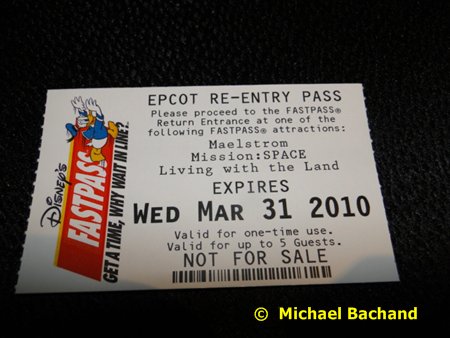 Disney's
FASTPASS
GET A TIME, WHY WAIT IN LINE?
EPCOT RE-ENTRY PASS
Please proceed to the FASTPASS®
Return Entrance at one of the
following FASTPASS® attractions:
Maelstrom
Mission:SPACE
Living with the Land
EXPIRES
WED MAR 31 2010
Valid for one-time use.
Valid for up to 5 Guests.
NOT FOR SALE
© Michael Bachand